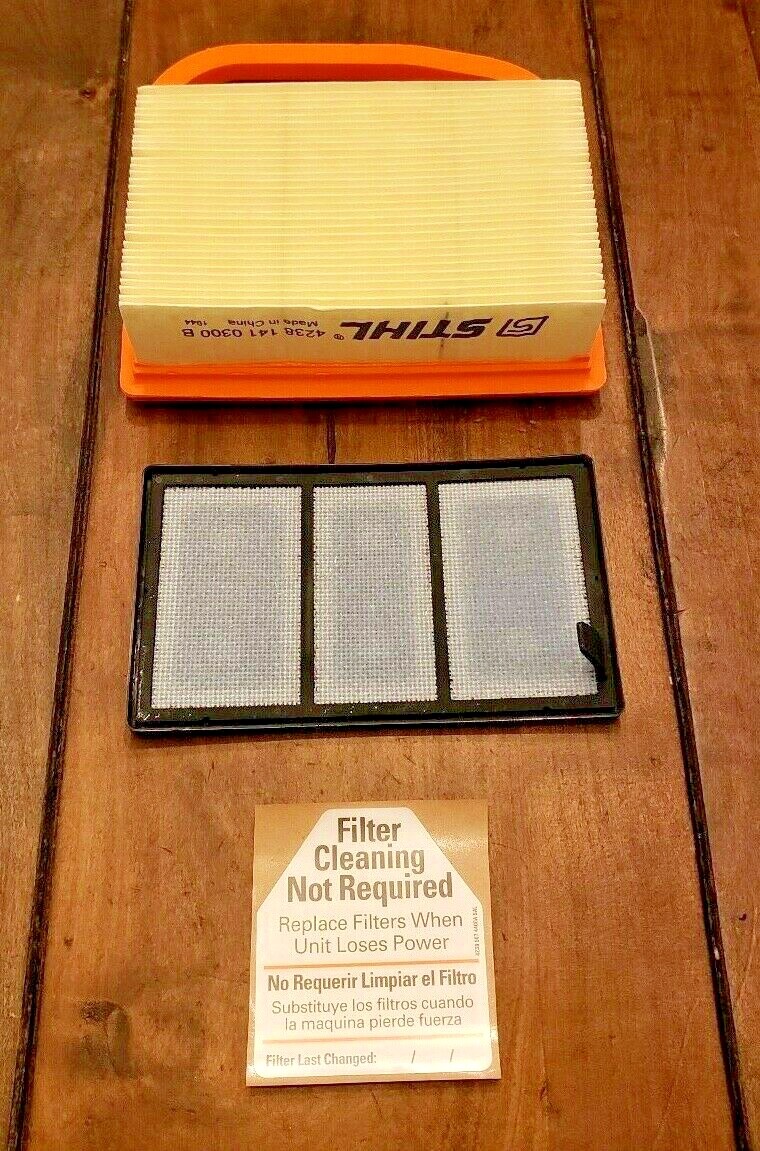 STIHL® 4238 141 0300 B
Made in China 1044
Filter
Cleaning
Not Required
Replace Filters When
Unit Loses Power
No Requerir Limpiar el Filtro
Substituye los filtros cuando
la maquina pierde fuerza
Filter Last Changed: / /